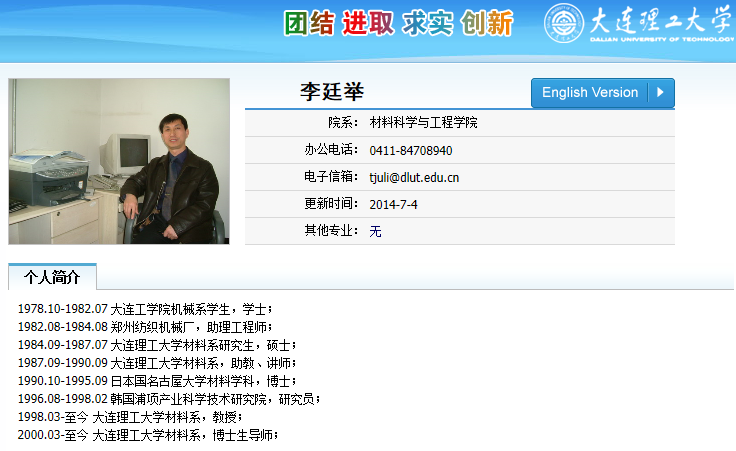 团结 进取 求实 创新
大连理工大学
DALIAN UNIVERSITY OF TECHNOLOGY
李廷举
English Version
院系： 材料科学与工程学院
办公电话： 0411-84708940
电子信箱： tjuli@dlut.edu.cn
更新时间： 2014-7-4
其他专业： 无
个人简介
1978.10-1982.07 大连工学院机械系学生，学士；
1982.08-1984.08 郑州纺织机械厂，助理工程师；
1984.09-1987.07 大连理工大学材料系研究生，硕士；
1987.09-1990.09 大连理工大学材料系，助教、讲师；
1990.10-1995.09 日本国名古屋大学材料学科，博士；
1996.08-1998.02 韩国浦项产业科学技术研究院，研究员；
1998.03-至今 大连理工大学材料系，教授；
2000.03-至今 大连理工大学材料系，博士生导师；